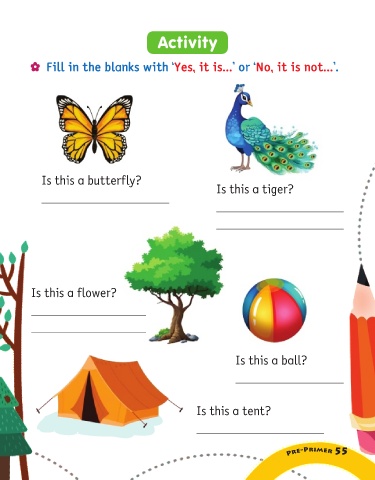 Activity
Fill in the blanks with ‘Yes, it is...’ or ‘No, it is not...’.
Is this a butterfly?
Is this a tiger?
Is this a flower?
Is this a ball?
Is this a tent?
PRE-PRIMER 55